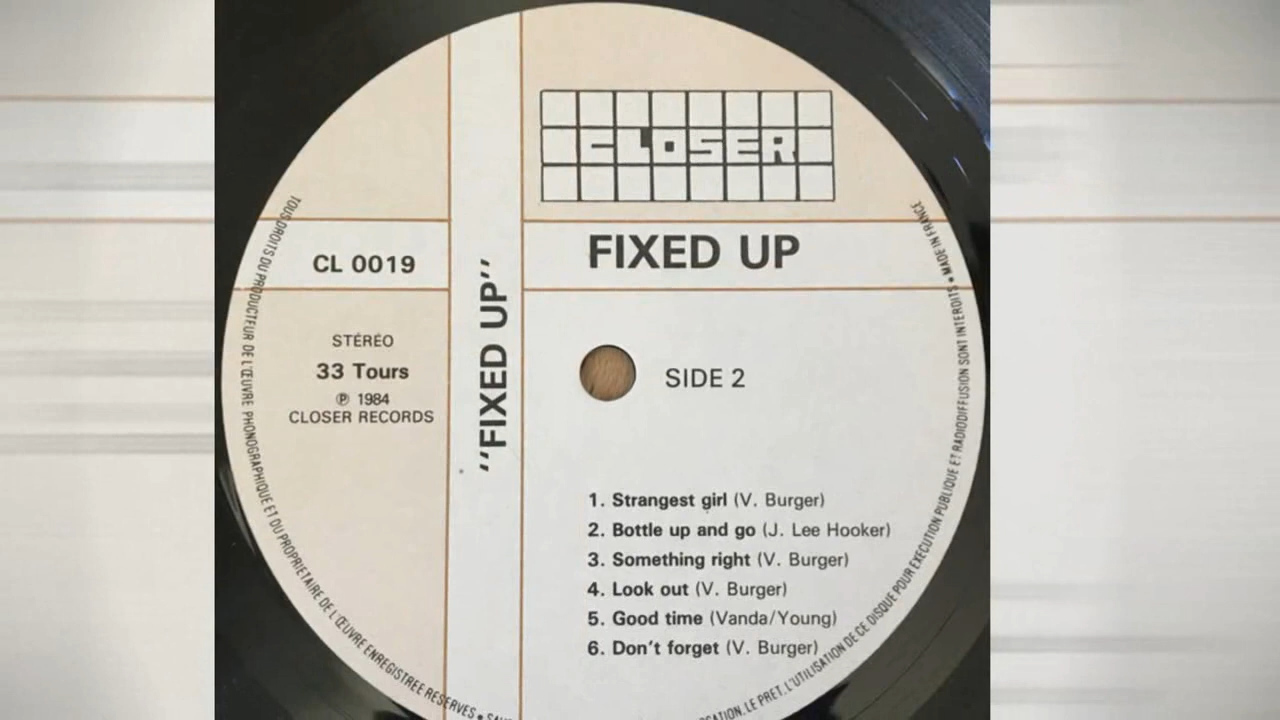 CLOSER
CL 0019
FIXED UP
"FIXED UP"
STÉRÉO
33 Tours
℗ 1984
CLOSER RECORDS
SIDE 2
1. Strangest girl (V. Burger)
2. Bottle up and go (J. Lee Hooker)
3. Something right (V. Burger)
4. Look out (V. Burger)
5. Good time (Vanda/Young)
6. Don't forget (V. Burger)
TOUS DROITS DU PRODUCTEUR DE L'ŒUVRE PHONOGRAPHIQUE ET DU PROPRIETAIRE DE L'ŒUVRE ENREGISTREE RESERVES •
LE PRET, L'UTILISATION DE CE DISQUE POUR EXECUTION PUBLIQUE ET RADIODIFFUSION SONT INTERDITS • MADE IN FRANCE